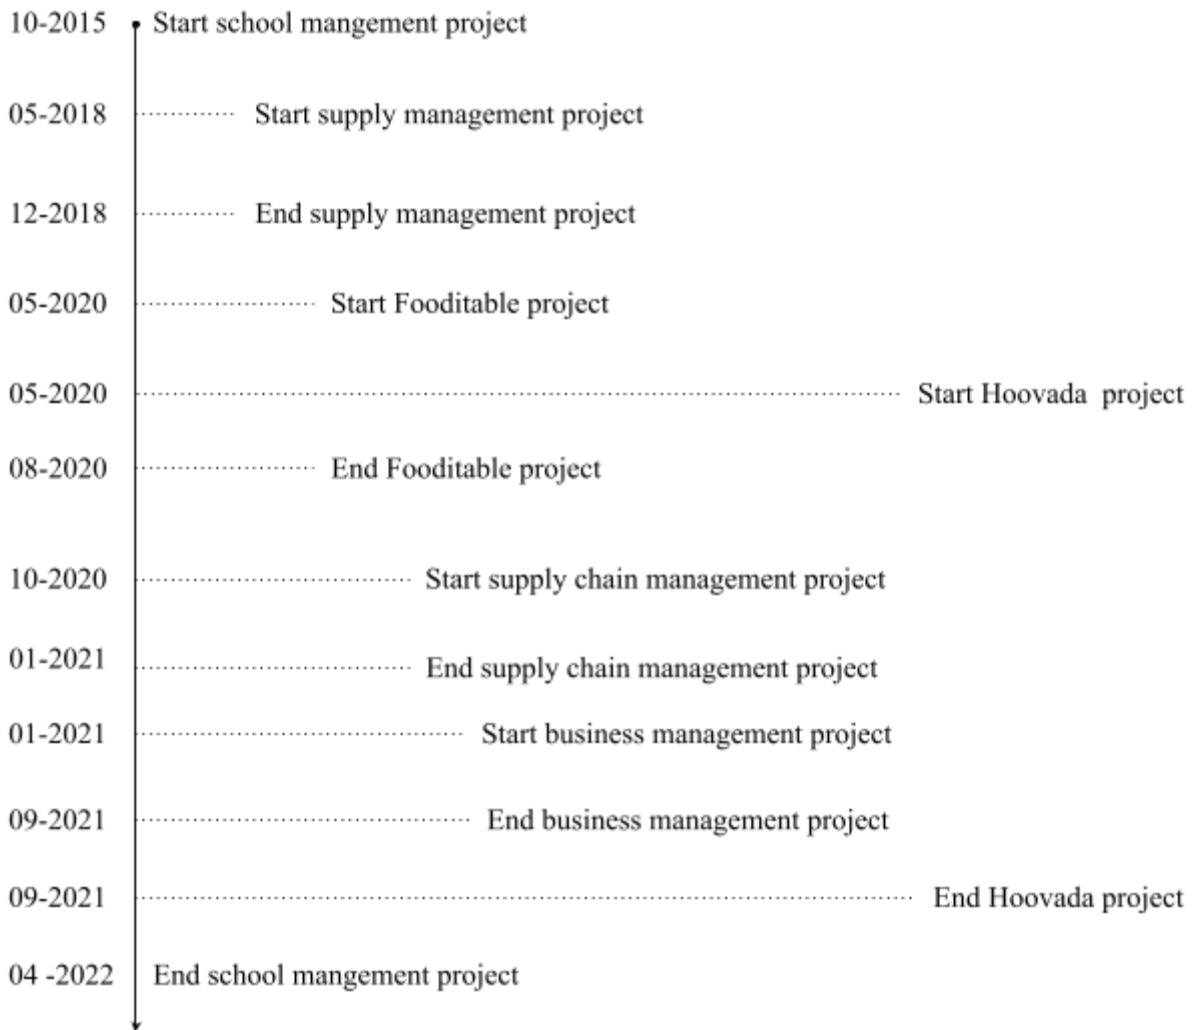 10-2015 Start school mangement project
05-2018 Start supply management project
12-2018 End supply management project
05-2020 Start Fooditable project
05-2020 Start Hoovada project
08-2020 End Fooditable project
10-2020 Start supply chain management project
01-2021 End supply chain management project
01-2021 Start business management project
09-2021 End business management project
09-2021 End Hoovada project
04 -2022 End school mangement project